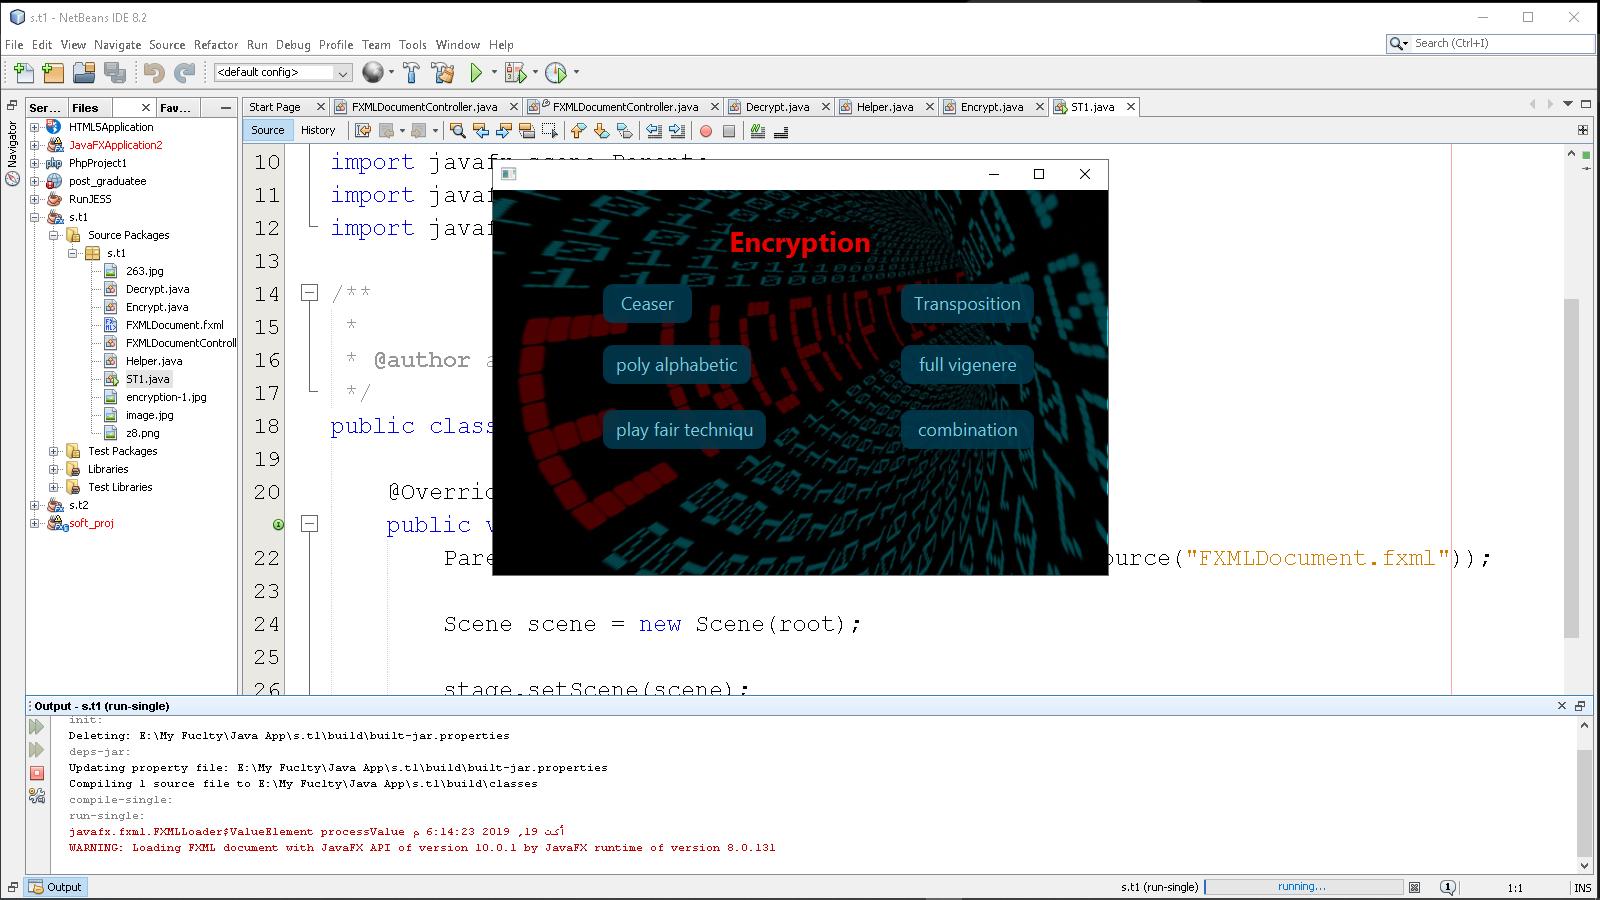 s.t1 - NetBeans IDE 8.2
File Edit View Navigate Source Refactor Run Debug Profile Team Tools Window Help
Search (Ctrl+I)
<default config>
Ser... Files Fav...
Start Page FXMLDocumentController.java FXMLDocumentController.java Decrypt.java Helper.java Encrypt.java ST1.java
Source History
Navigator
HTML5Application
JavaFXApplication2
PhpProject1
post_graduatee
RunJESS
s.t1
Source Packages
s.t1
263.jpg
Decrypt.java
Encrypt.java
FXMLDocument.fxml
FXMLDocumentControll
Helper.java
ST1.java
encryption-1.jpg
image.jpg
z8.png
Test Packages
Libraries
Test Libraries
s.t2
soft_proj
10 import javafx.scene.Parent;
11 import javaf
12 import javaf
13
14 /**
15 *
16 * @author a
17 */
18 public class
19
20 @Overrid
public v
22 Pare ource("FXMLDocument.fxml"));
23
24 Scene scene = new Scene(root);
25
26 stage.setScene(scene);
Encryption
Ceaser Transposition
poly alphabetic full vigenere
play fair techniqu combination
Output - s.t1 (run-single)
init:
Deleting: E:\My Fuclty\Java App\s.t1\build\built-jar.properties
deps-jar:
Updating property file: E:\My Fuclty\Java App\s.t1\build\built-jar.properties
Compiling 1 source file to E:\My Fuclty\Java App\s.t1\build\classes
compile-single:
run-single:
أكت 19, 2019 6:14:23 م javafx.fxml.FXMLLoader$ValueElement processValue
WARNING: Loading FXML document with JavaFX API of version 10.0.1 by JavaFX runtime of version 8.0.131
Output
s.t1 (run-single) running... 1 1:1 INS